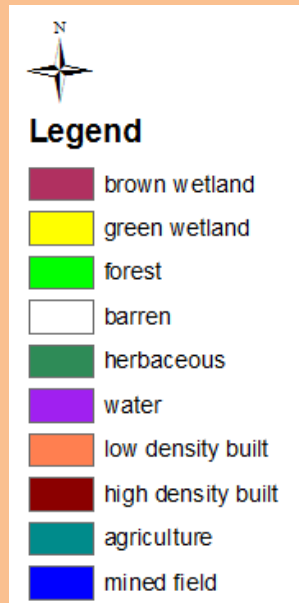 N
Legend
brown wetland
green wetland
forest
barren
herbaceous
water
low density built
high density built
agriculture
mined field